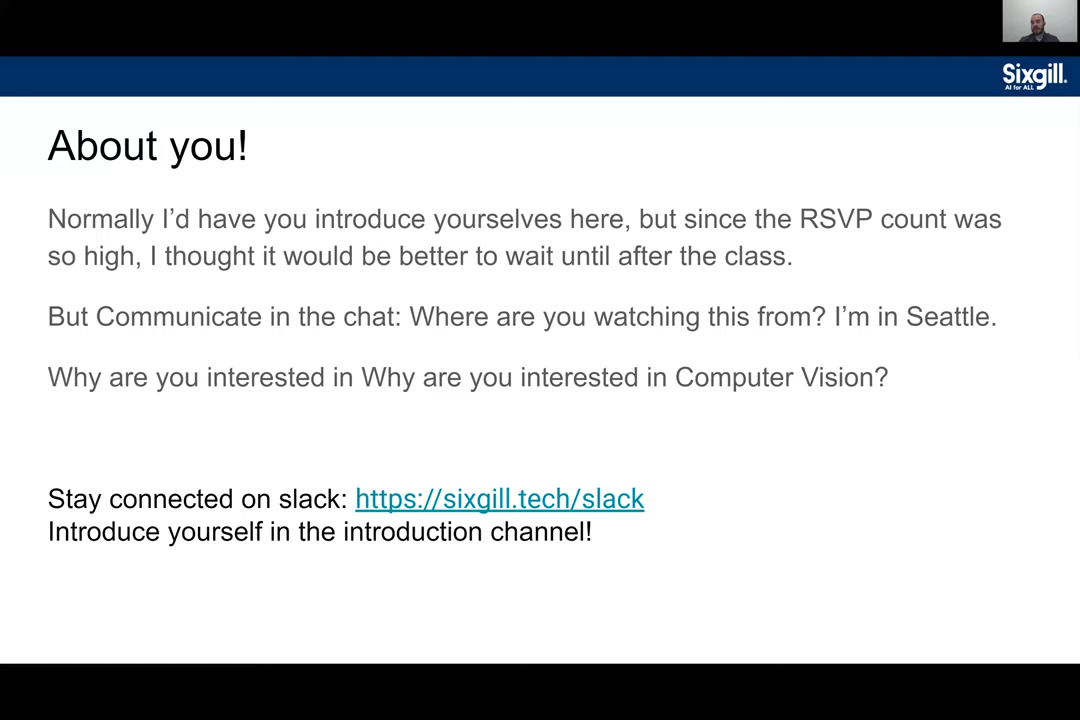 Sixgill.
AI for ALL
About you!
Normally I’d have you introduce yourselves here, but since the RSVP count was
so high, I thought it would be better to wait until after the class.
But Communicate in the chat: Where are you watching this from? I’m in Seattle.
Why are you interested in Why are you interested in Computer Vision?
Stay connected on slack: https://sixgill.tech/slack
Introduce yourself in the introduction channel!